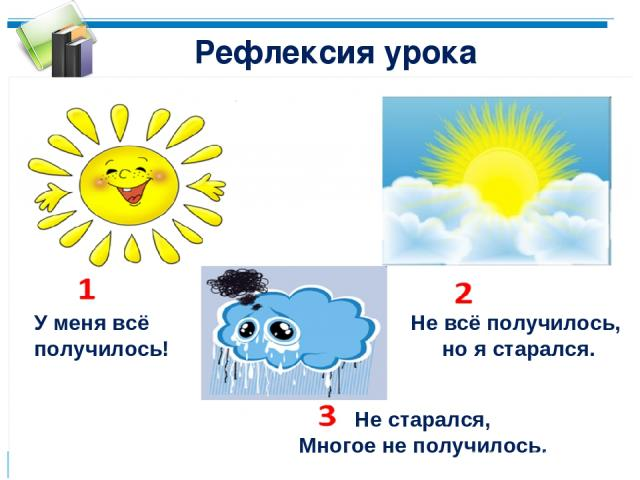 Рефлексия урока
1
У меня всё
получилось!
2
Не всё получилось,
но я старался.
3
Не старался,
Многое не получилось.